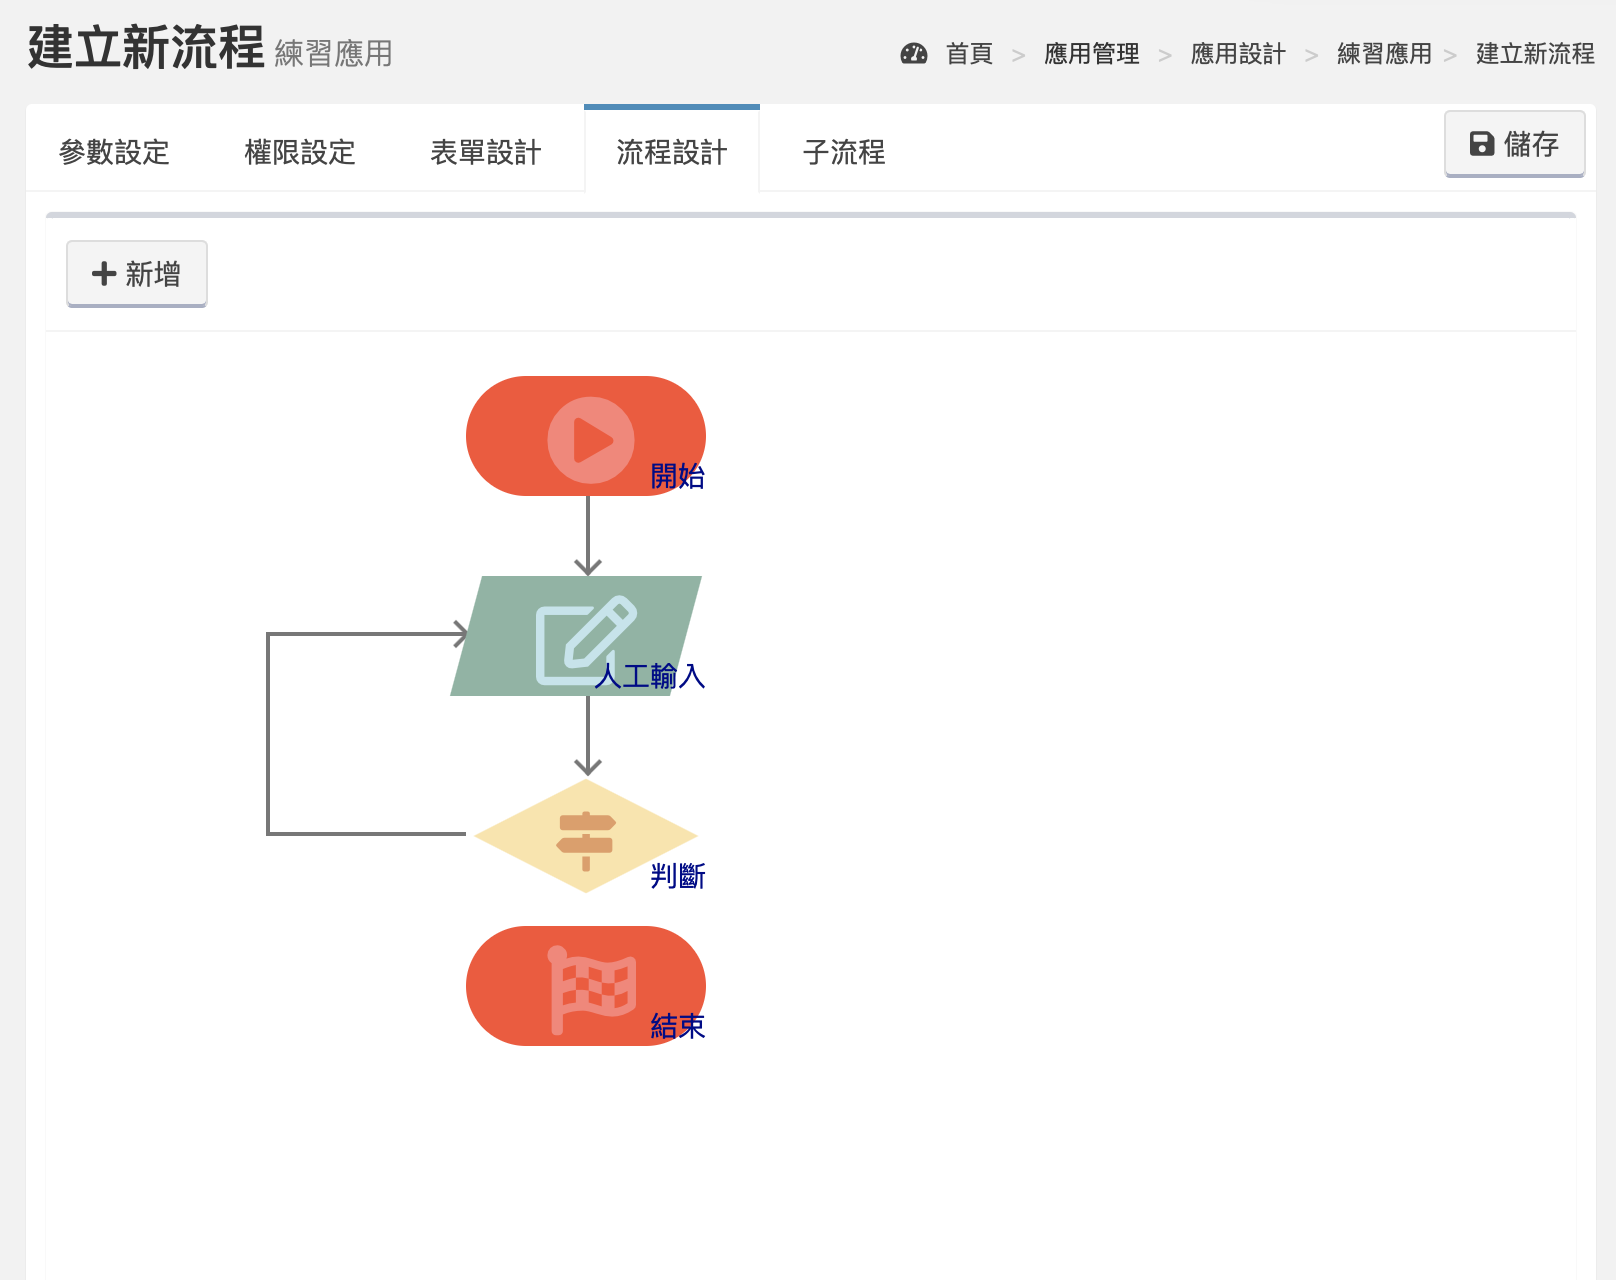 建立新流程 練習應用
首頁 > 應用管理 > 應用設計 > 練習應用 > 建立新流程
參數設定 權限設定 表單設計 流程設計 子流程
儲存
新增
開始
人工輸入
判斷
結束